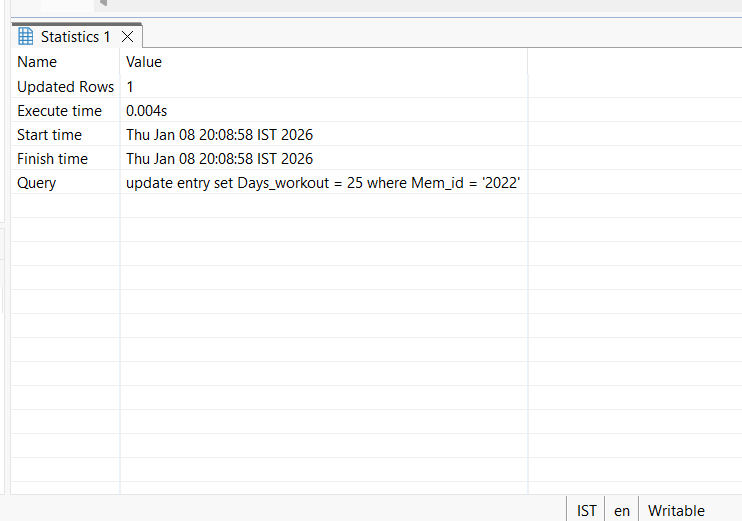 Statistics 1
Name Value
Updated Rows 1
Execute time 0.004s
Start time Thu Jan 08 20:08:58 IST 2026
Finish time Thu Jan 08 20:08:58 IST 2026
Query update entry set Days_workout = 25 where Mem_id = '2022'
IST en Writable